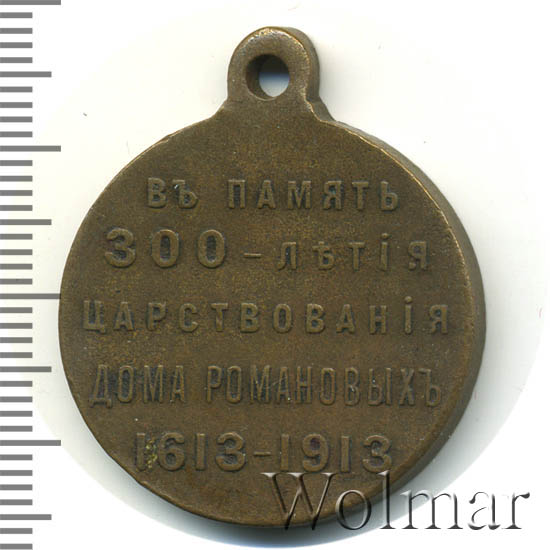 ВЪ ПАМЯТЬ
300-ЛѢТІЯ
ЦАРСТВОВАНІЯ
ДОМА РОМАНОВЫХЪ
1613-1913
Wolmar